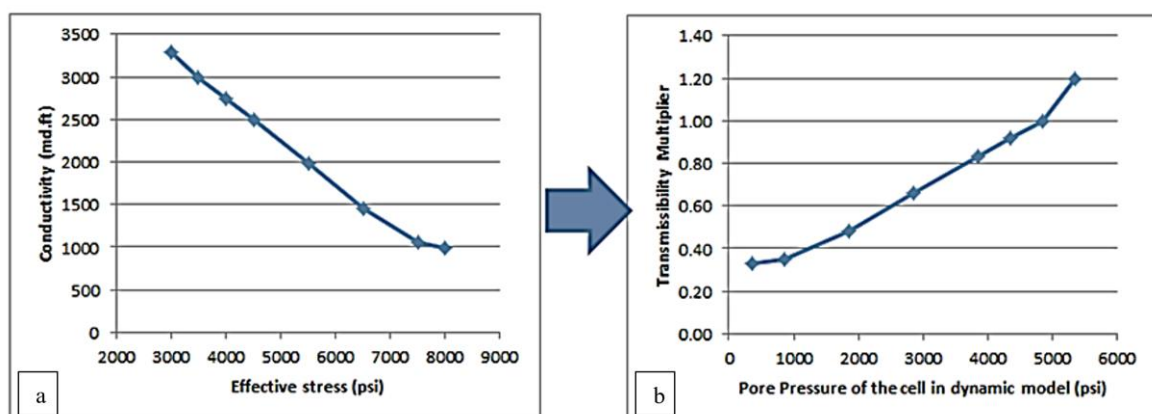 3500
3000
2500
2000
1500
1000
500
0
Conductivity (md.ft)
2000 3000 4000 5000 6000 7000 8000 9000
Effective stress (psi)
a
1.40
1.20
1.00
0.80
0.60
0.40
0.20
0.00
Transmissibility Multiplier
0 1000 2000 3000 4000 5000 6000
Pore Pressure of the cell in dynamic model (psi)
b